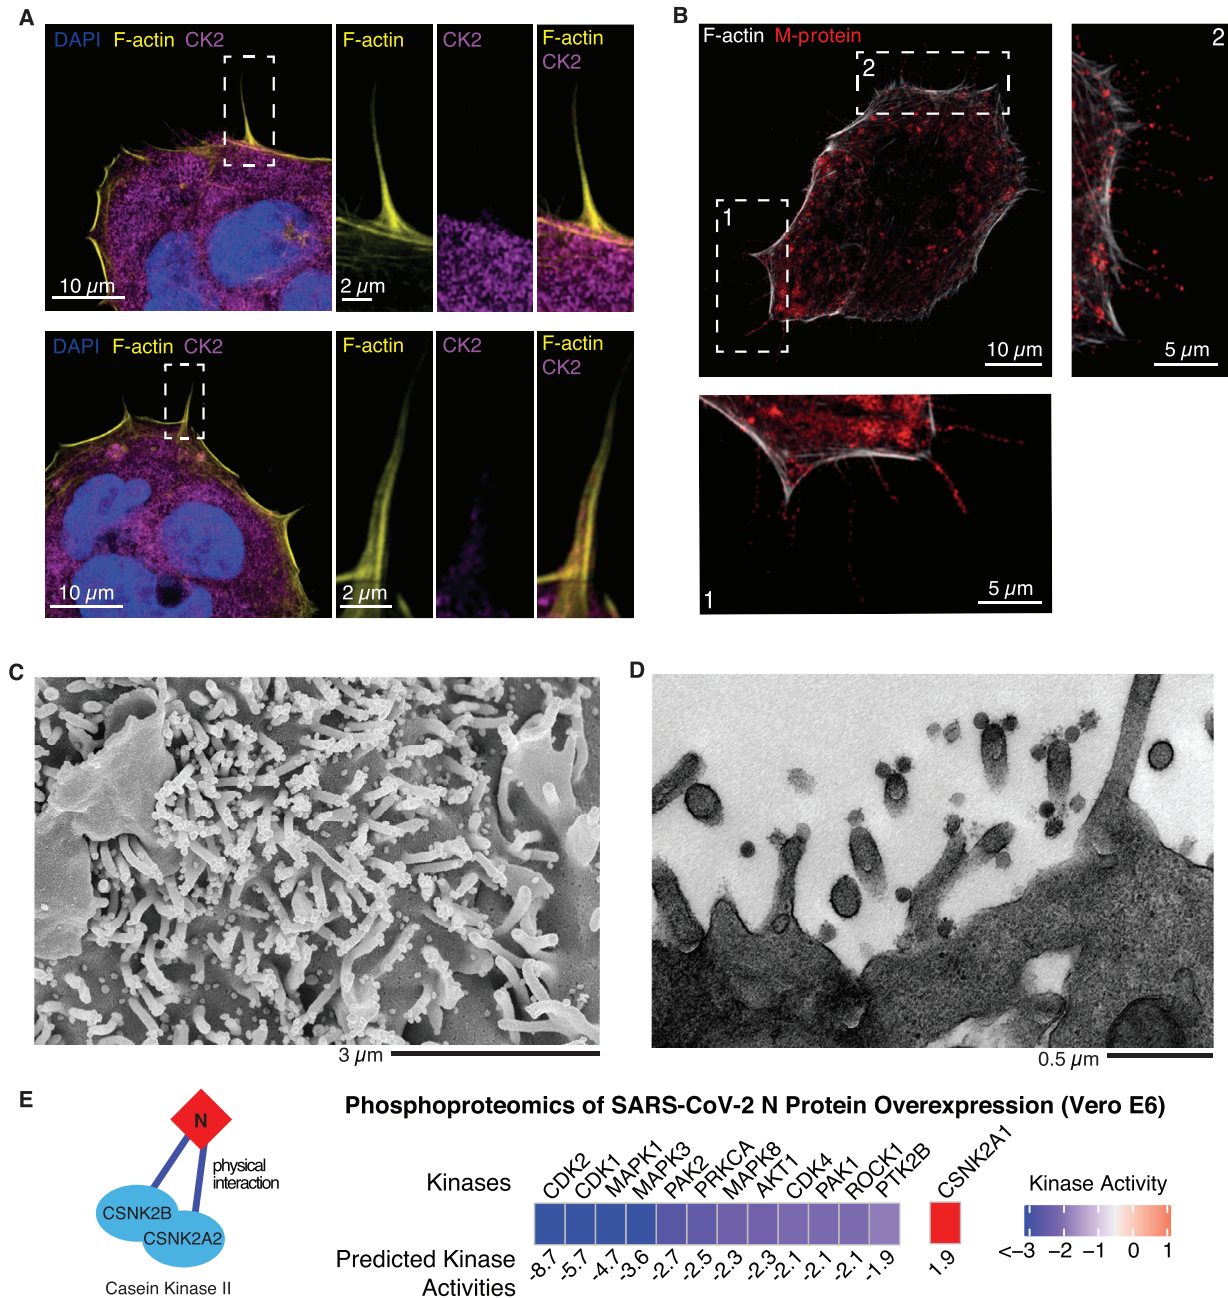 A
DAPI F-actin CK2
F-actin
CK2
F-actin
CK2
10 µm
2 µm
DAPI F-actin CK2
F-actin
CK2
F-actin
CK2
10 µm
2 µm
B
F-actin M-protein
2
1
10 µm
2
5 µm
1
5 µm
C
3 µm
D
0.5 µm
E
N
physical
interaction
CSNK2B
CSNK2A2
Casein Kinase II
Phosphoproteomics of SARS-CoV-2 N Protein Overexpression (Vero E6)
Kinases
CDK2 CDK1 MAPK1 MAPK3 PAK2 PRKCA MAPK8 AKT1 CDK4 PAK1 ROCK1 PTK2B CSNK2A1
Predicted Kinase
Activities
-8.7 -5.7 -4.7 -3.6 -2.7 -2.5 -2.3 -2.3 -2.1 -2.1 -2.1 -1.9 1.9
Kinase Activity
<−3 −2 −1 0 1